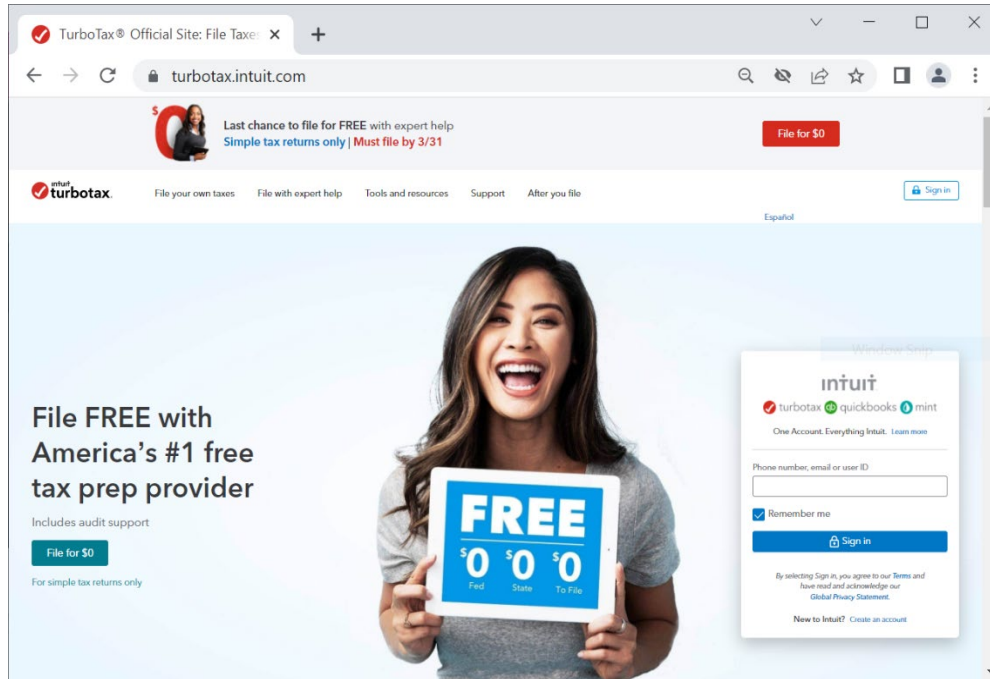 TurboTax® Official Site: File Taxe
turbotax.intuit.com
$0
Last chance to file for FREE with expert help
Simple tax returns only | Must file by 3/31
File for $0
intuit
turbotax.
File your own taxes File with expert help Tools and resources Support After you file
Sign in
Español
Window Snip
File FREE with
America's #1 free
tax prep provider
Includes audit support
File for $0
For simple tax returns only
FREE
$0 $0 $0
Fed State To File
intuit
turbotax qb quickbooks mint
One Account. Everything Intuit. Learn more
Phone number, email or user ID
Remember me
Sign in
By selecting Sign in, you agree to our Terms and
have read and acknowledge our
Global Privacy Statement.
New to Intuit? Create an account